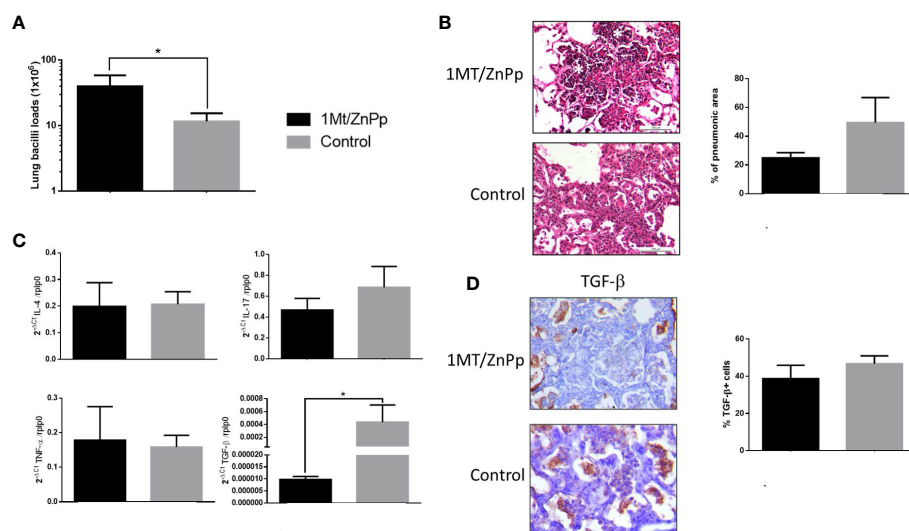 A
Lung bacilli loads (1x10⁶)
100
10
1
*
1Mt/ZnPp
Control
B
1MT/ZnPp
Control
% of pneumonic area
80
60
40
20
0
C
2^-ΔC1 IL-4 /rplp0
0.4
0.3
0.2
0.1
0.0
2^-ΔC1 IL-17 /rplp0
1.0
0.8
0.6
0.4
0.2
0.0
2^-ΔC1 TNF-α /rplp0
0.3
0.2
0.1
0.0
2^-ΔC1 TGF-β /rplp0
0.0008
0.0006
0.0004
0.0002
0.000020
0.000015
0.000010
0.000005
0.000000
*
D
TGF-β
1MT/ZnPp
Control
% TGF-β+ cells
60
40
20
0